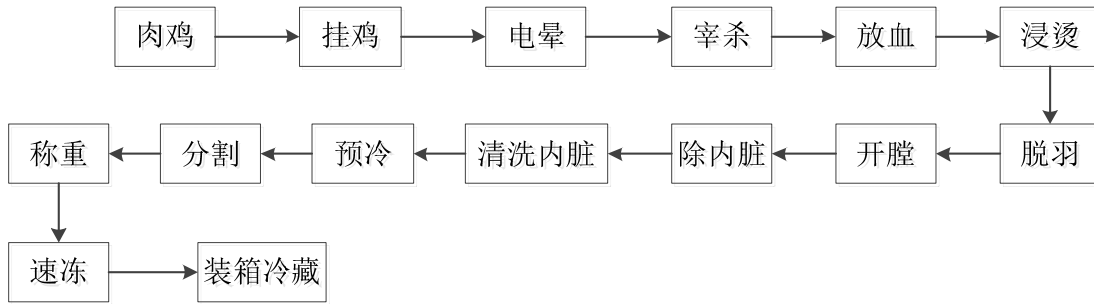 肉鸡
挂鸡
电晕
宰杀
放血
浸烫
脱羽
开膛
除内脏
清洗内脏
预冷
分割
称重
速冻
装箱冷藏